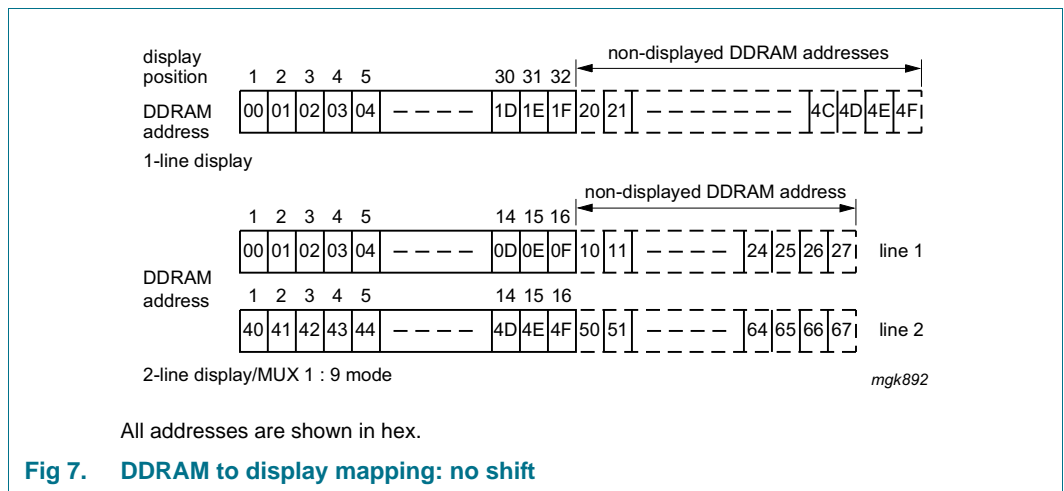 display position 1 2 3 4 5 30 31 32 non-displayed DDRAM addresses
DDRAM address 00 01 02 03 04 1D 1E 1F 20 21 4C 4D 4E 4F
1-line display
non-displayed DDRAM address
1 2 3 4 5 14 15 16
00 01 02 03 04 0D 0E 0F 10 11 24 25 26 27 line 1
DDRAM address
1 2 3 4 5 14 15 16
40 41 42 43 44 4D 4E 4F 50 51 64 65 66 67 line 2
2-line display/MUX 1 : 9 mode
mgk892
All addresses are shown in hex.
Fig 7. DDRAM to display mapping: no shift